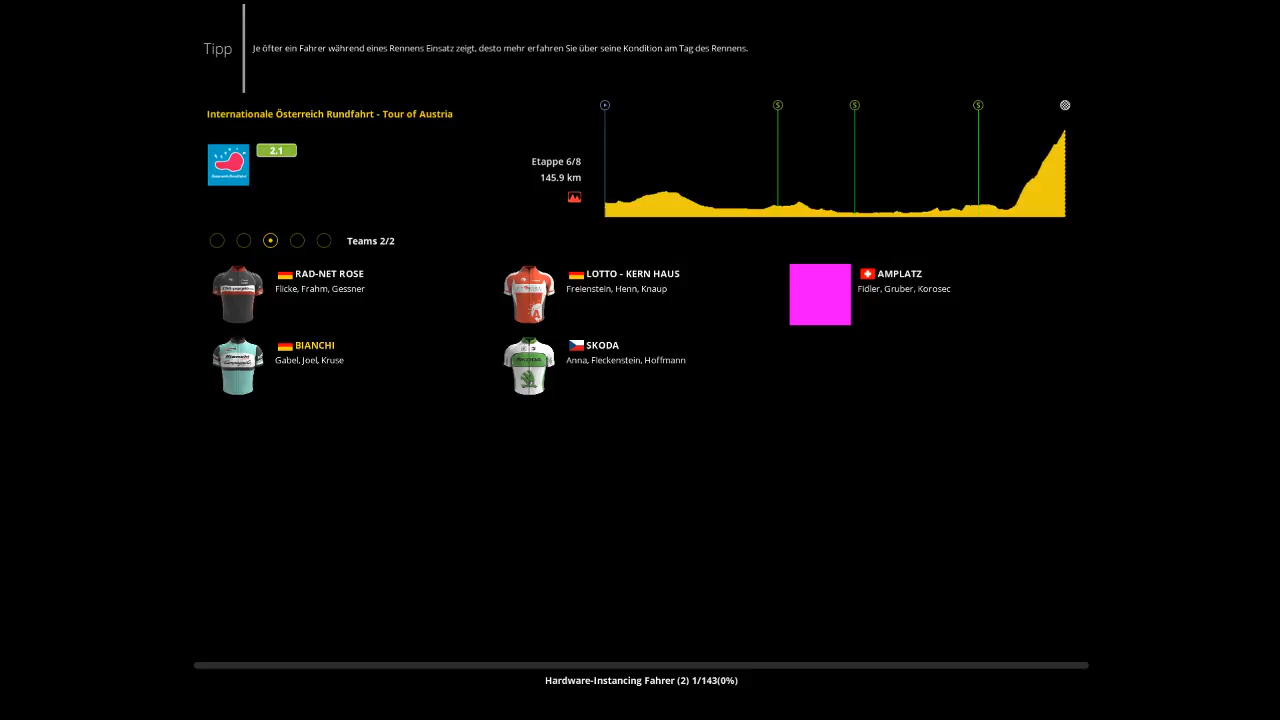 Tipp
Je öfter ein Fahrer während eines Rennens Einsatz zeigt, desto mehr erfahren Sie über seine Kondition am Tag des Rennens.
Internationale Österreich Rundfahrt - Tour of Austria
2.1
Etappe 6/8
145.9 km
S
S
S
Teams 2/2
RAD-NET ROSE
Flicke, Frahm, Gessner
LOTTO - KERN HAUS
Freienstein, Henn, Knaup
AMPLATZ
Fidler, Gruber, Korosec
BIANCHI
Gabel, Joel, Kruse
SKODA
Anna, Fleckenstein, Hoffmann
Hardware-Instancing Fahrer (2) 1/143(0%)